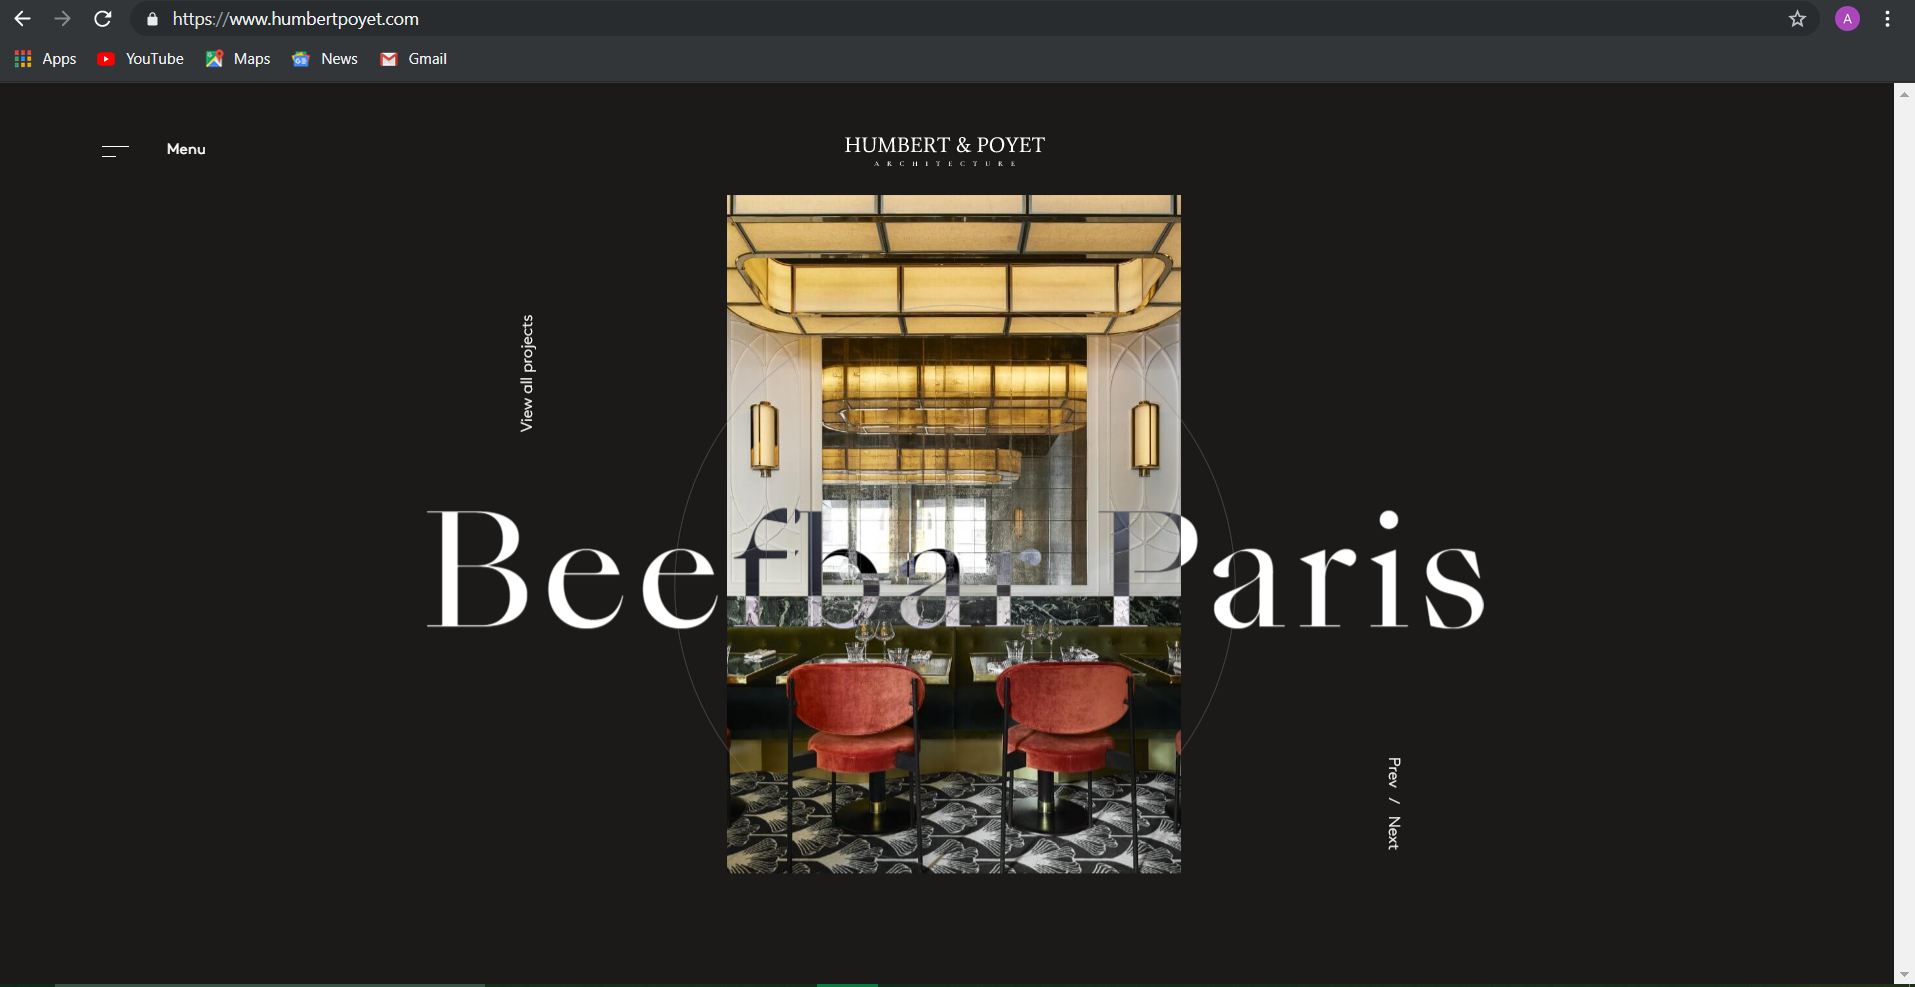 https://www.humbertpoyet.com
A
Apps YouTube Maps News Gmail
Menu
HUMBERT & POYET
ARCHITECTURE
View all projects
Beefbar Paris
Prev / Next